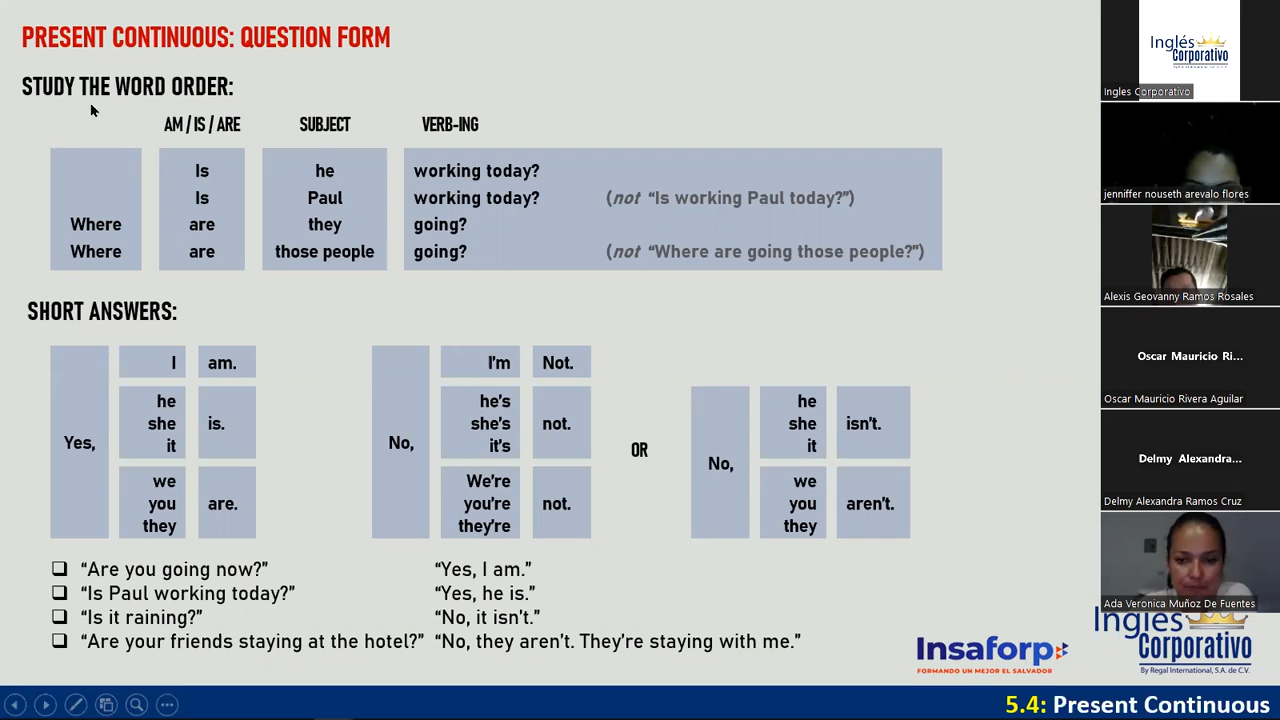 PRESENT CONTINUOUS: QUESTION FORM
STUDY THE WORD ORDER:
AM / IS / ARE SUBJECT VERB-ING
Is he working today?
Is Paul working today? (not “Is working Paul today?”)
Where are they going?
Where are those people going? (not “Where are going those people?”)
SHORT ANSWERS:
Yes,
I am.
he
she is.
it
we
you are.
they
No,
I’m Not.
he’s
she’s not.
it’s
We’re
you’re not.
they’re
OR
No,
he
she isn’t.
it
we
you aren’t.
they
❑ “Are you going now?” “Yes, I am.”
❑ “Is Paul working today?” “Yes, he is.”
❑ “Is it raining?” “No, it isn’t.”
❑ “Are your friends staying at the hotel?” “No, they aren’t. They’re staying with me.”
Insaforp
FORMANDO UN MEJOR EL SALVADOR
Inglés
Corporativo
By Regal International, S.A. de C.V.
5.4: Present Continuous
Inglés
Corporativo
Ingles Corporativo
jenniffer nouseth arevalo flores
Alexis Geovanny Ramos Rosales
Oscar Mauricio Ri...
Oscar Mauricio Rivera Aguilar
Delmy Alexandra...
Delmy Alexandra Ramos Cruz
Ada Veronica Muñoz De Fuentes